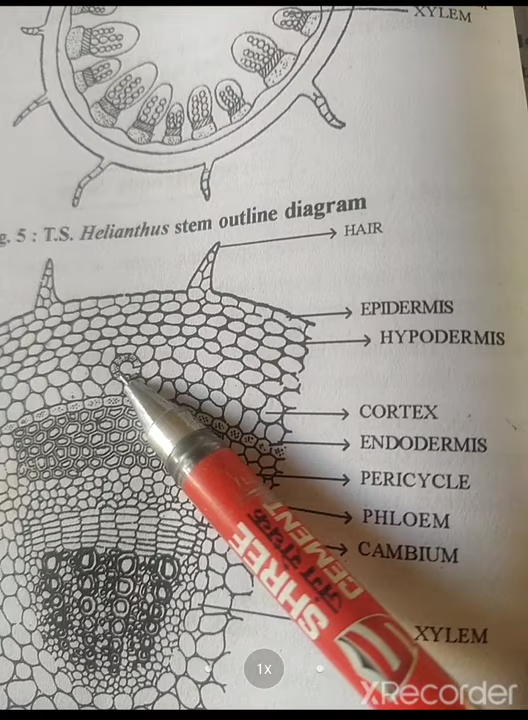 XYLEM
g. 5 : T.S. Helianthus stem outline diagram
HAIR
EPIDERMIS
HYPODERMIS
CORTEX
ENDODERMIS
PERICYCLE
PHLOEM
CAMBIUM
XYLEM
SHREE
CEMENT
जंग रोधक
1x
XRecorder